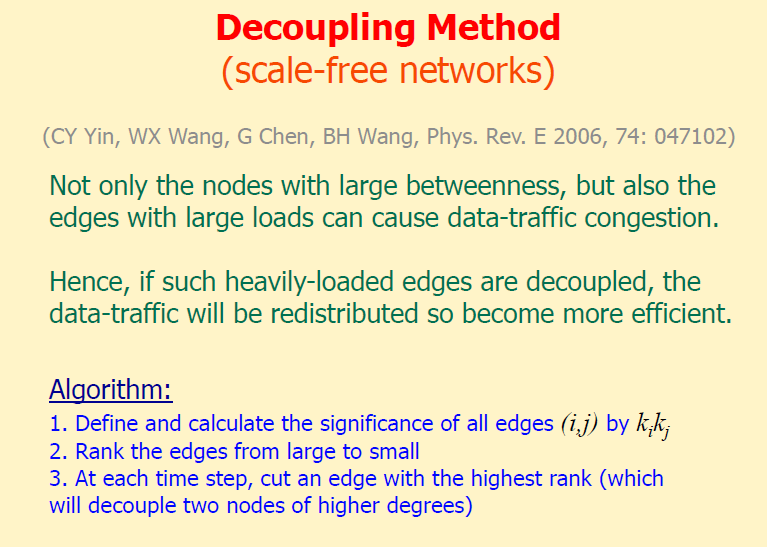 Decoupling Method
(scale-free networks)
(CY Yin, WX Wang, G Chen, BH Wang, Phys. Rev. E 2006, 74: 047102)
Not only the nodes with large betweenness, but also the
edges with large loads can cause data-traffic congestion.
Hence, if such heavily-loaded edges are decoupled, the
data-traffic will be redistributed so become more efficient.
Algorithm:
1. Define and calculate the significance of all edges (i,j) by kᵢkⱼ
2. Rank the edges from large to small
3. At each time step, cut an edge with the highest rank (which
will decouple two nodes of higher degrees)